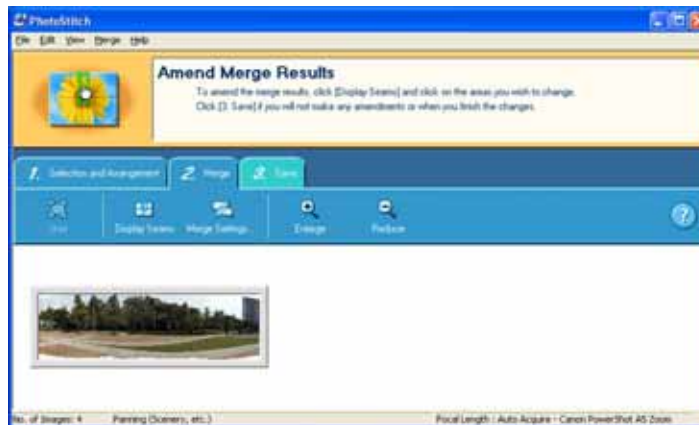 PhotoStitch
File Edit View Merge Help
Amend Merge Results
To amend the merge results, click [Display Seams] and click on the areas you wish to change.
Click [3. Save] if you will not make any amendments or when you finish the changes.
1. Selection and Arrangement 2. Merge 3. Save
Display Seams Merge Settings... Enlarge Reduce
?
No. of Images: 4 Panning (Scenery, etc.) Focal Length : Auto Acquire - Canon PowerShot A5 Zoom